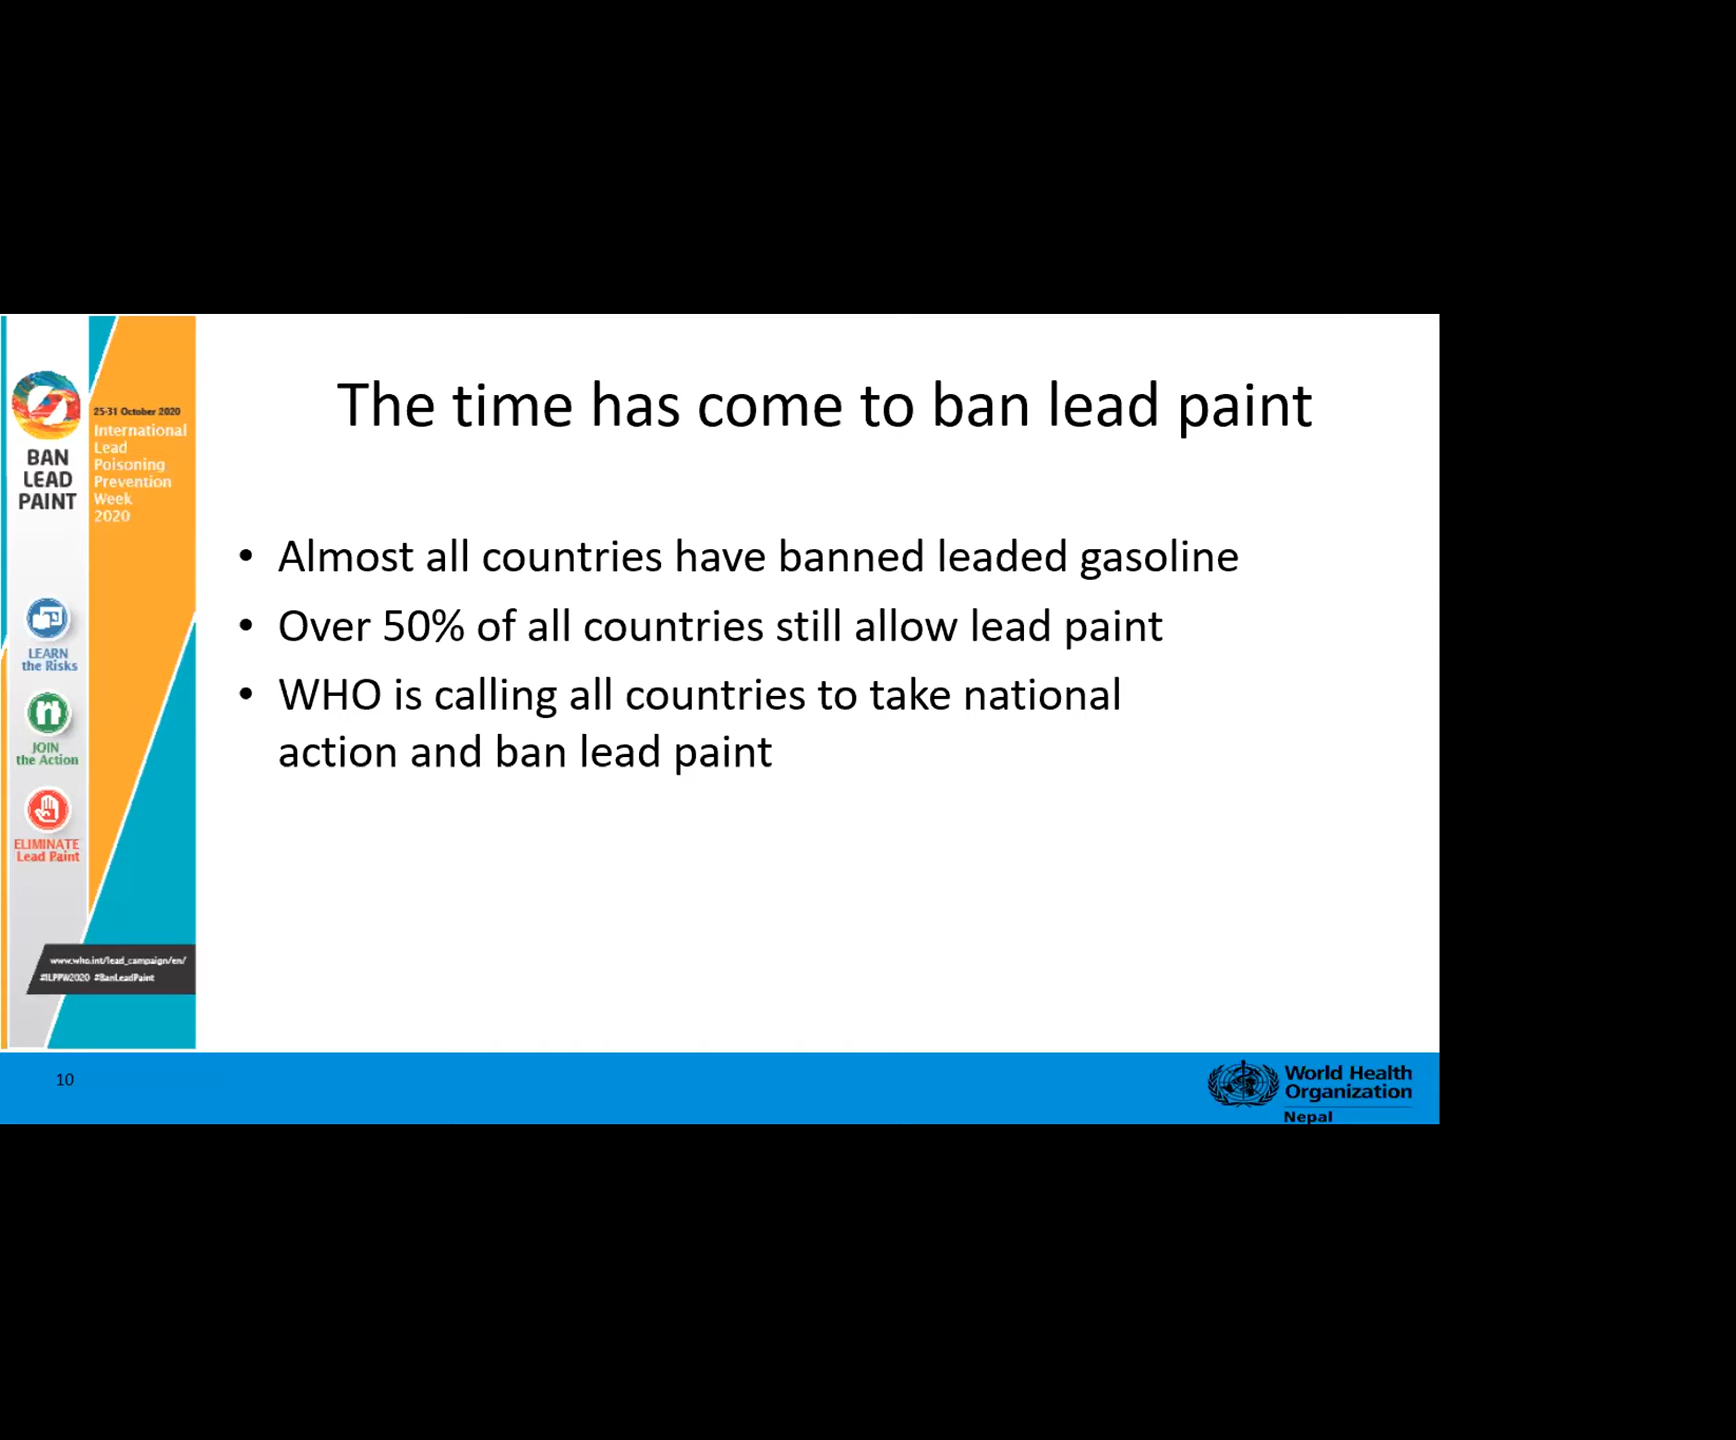 25-31 October 2020
International
Lead
Poisoning
Prevention
Week
2020
BAN
LEAD
PAINT
LEARN
the Risks
JOIN
the Action
ELIMINATE
Lead Paint
www.who.int/lead_campaign/en/
#ILPPW2020 #BanLeadPaint
The time has come to ban lead paint
• Almost all countries have banned leaded gasoline
• Over 50% of all countries still allow lead paint
• WHO is calling all countries to take national
action and ban lead paint
10
World Health
Organization
Nepal